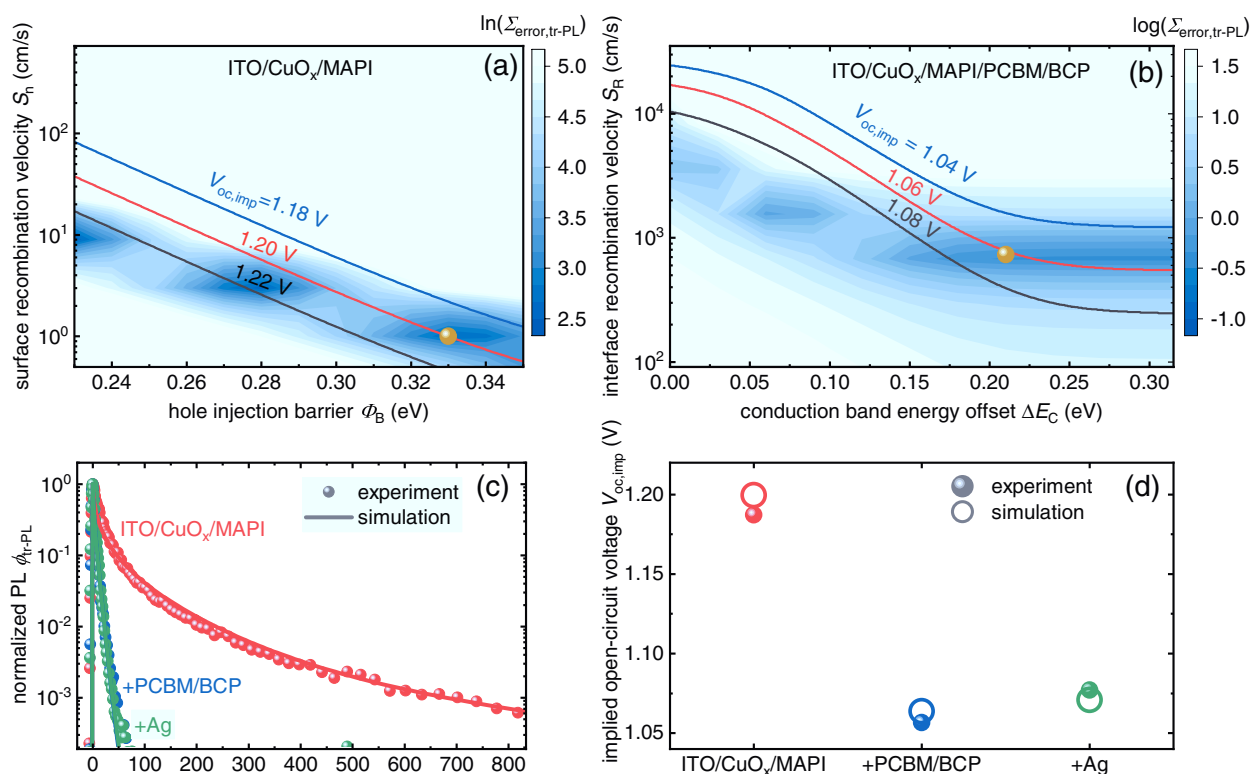 ln(Σerror,tr-PL)
(a)
ITO/CuOx/MAPI
surface recombination velocity Sn (cm/s)
10²
10¹
10⁰
Voc,imp=1.18 V
1.20 V
1.22 V
0.24 0.26 0.28 0.30 0.32 0.34
hole injection barrier ΦB (eV)
5.0
4.5
4.0
3.5
3.0
2.5
log(Σerror,tr-PL)
(b)
ITO/CuOx/MAPI/PCBM/BCP
interface recombination velocity SR (cm/s)
10⁴
10³
10²
Voc,imp = 1.04 V
1.06 V
1.08 V
0.00 0.05 0.10 0.15 0.20 0.25 0.30
conduction band energy offset ΔEC (eV)
1.5
1.0
0.5
0.0
-0.5
-1.0
(c)
normalized PL ϕtr-PL
10⁰
10⁻¹
10⁻²
10⁻³
experiment
simulation
ITO/CuOx/MAPI
+PCBM/BCP
+Ag
0 100 200 300 400 500 600 700 800
(d)
implied open-circuit voltage Voc,imp (V)
1.20
1.15
1.10
1.05
experiment
simulation
ITO/CuOx/MAPI +PCBM/BCP +Ag